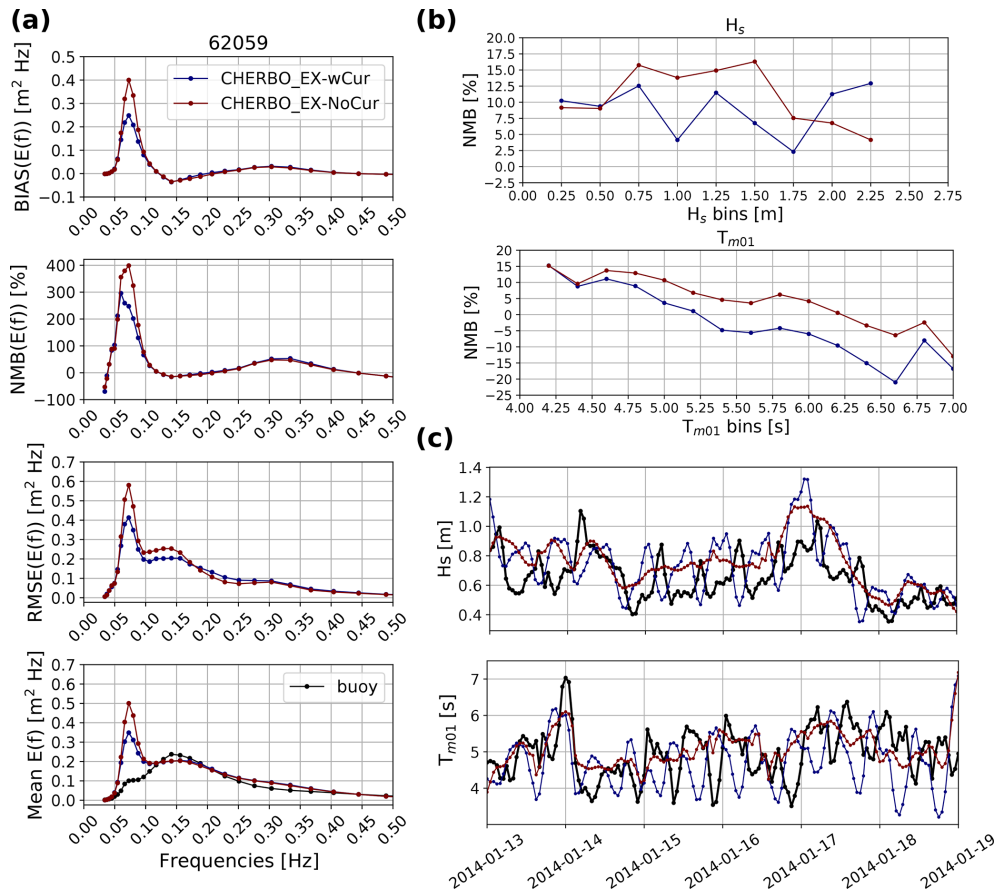 (a)
62059
BIAS(E(f)) [m² Hz]
0.5
0.4
0.3
0.2
0.1
0.0
−0.1
CHERBO_EX-wCur
CHERBO_EX-NoCur
0.00 0.05 0.10 0.15 0.20 0.25 0.30 0.35 0.40 0.45 0.50
NMB(E(f)) [%]
400
300
200
100
0
−100
0.00 0.05 0.10 0.15 0.20 0.25 0.30 0.35 0.40 0.45 0.50
RMSE(E(f)) [m² Hz]
0.7
0.6
0.5
0.4
0.3
0.2
0.1
0.0
0.00 0.05 0.10 0.15 0.20 0.25 0.30 0.35 0.40 0.45 0.50
Mean E(f) [m² Hz]
0.7
0.6
0.5
0.4
0.3
0.2
0.1
0.0
buoy
0.00 0.05 0.10 0.15 0.20 0.25 0.30 0.35 0.40 0.45 0.50
Frequencies [Hz]
(b)
Hₛ
NMB [%]
20.0
17.5
15.0
12.5
10.0
7.5
5.0
2.5
0.0
−2.5
0.00 0.25 0.50 0.75 1.00 1.25 1.50 1.75 2.00 2.25 2.50 2.75
Hₛ bins [m]
Tₘ₀₁
NMB [%]
20
15
10
5
0
−5
−10
−15
−20
−25
4.00 4.25 4.50 4.75 5.00 5.25 5.50 5.75 6.00 6.25 6.50 6.75 7.00
Tₘ₀₁ bins [s]
(c)
Hs [m]
1.4
1.2
1.0
0.8
0.6
0.4
Tₘ₀₁ [s]
7
6
5
4
2014-01-13 2014-01-14 2014-01-15 2014-01-16 2014-01-17 2014-01-18 2014-01-19